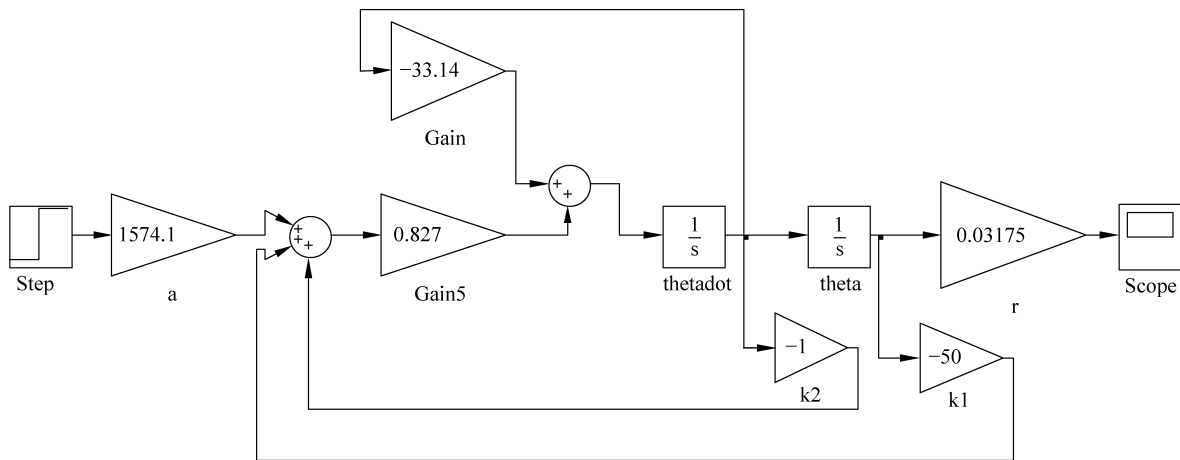 −33.14
Gain
+
+
Step
1574.1
a
+
+
+
0.827
Gain5
1
s
thetadot
1
s
theta
0.03175
r
Scope
−1
k2
−50
k1